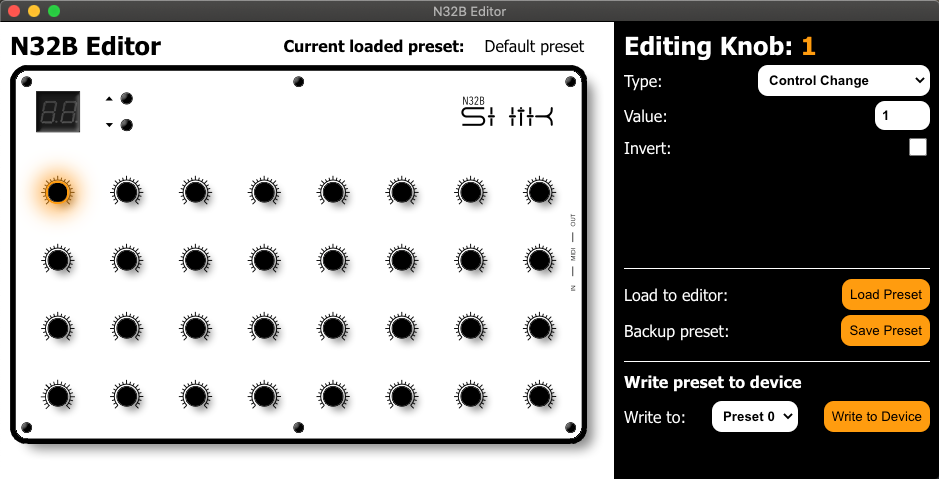 N32B Editor
N32B Editor
Current loaded preset: Default preset
N32B
OUT
MIDI
IN
Editing Knob: 1
Type: Control Change
Value: 1
Invert:
Load to editor: Load Preset
Backup preset: Save Preset
Write preset to device
Write to: Preset 0 Write to Device